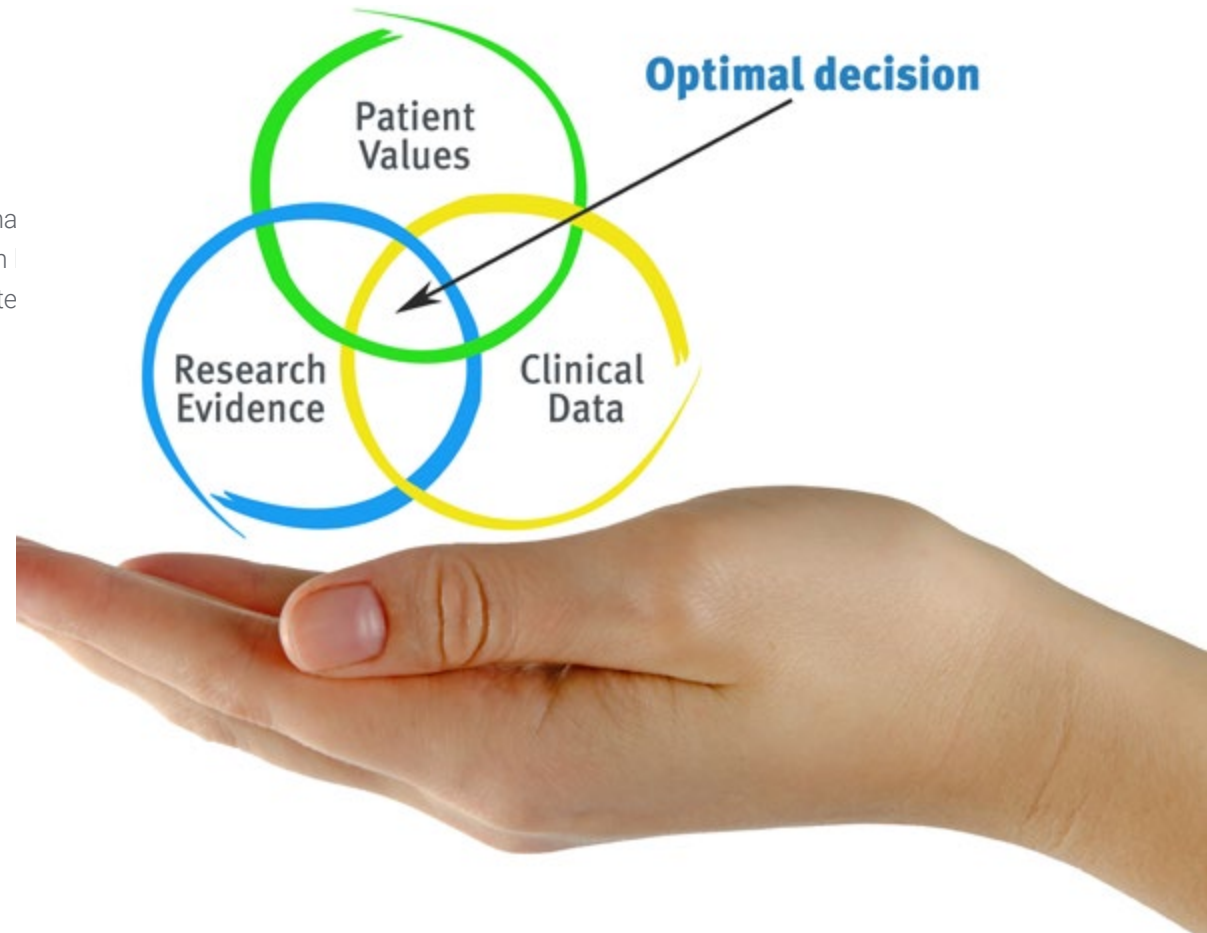 Optimal decision
Patient
Values
Research
Evidence
Clinical
Data